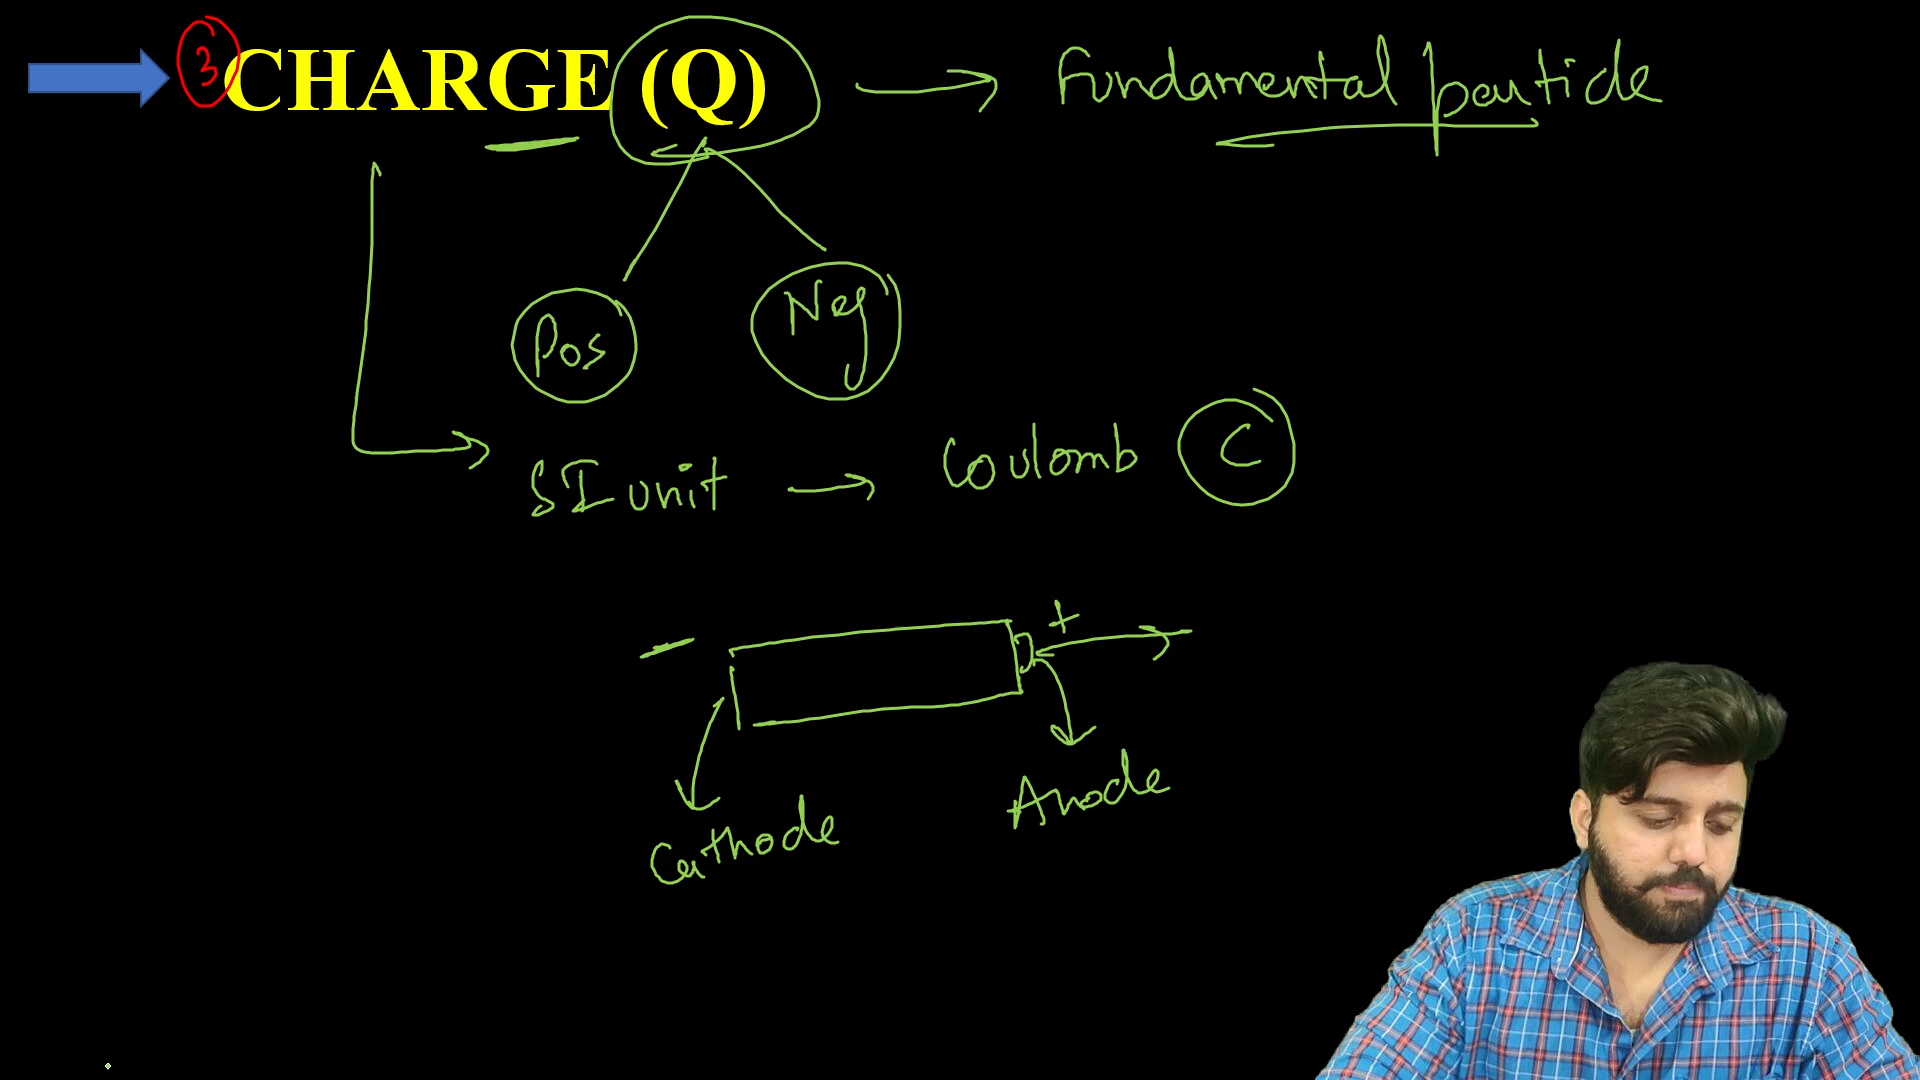 3 CHARGE (Q) → Fundamental particle
Pos Neg
SI unit → Coulomb C
- +
Cathode Anode